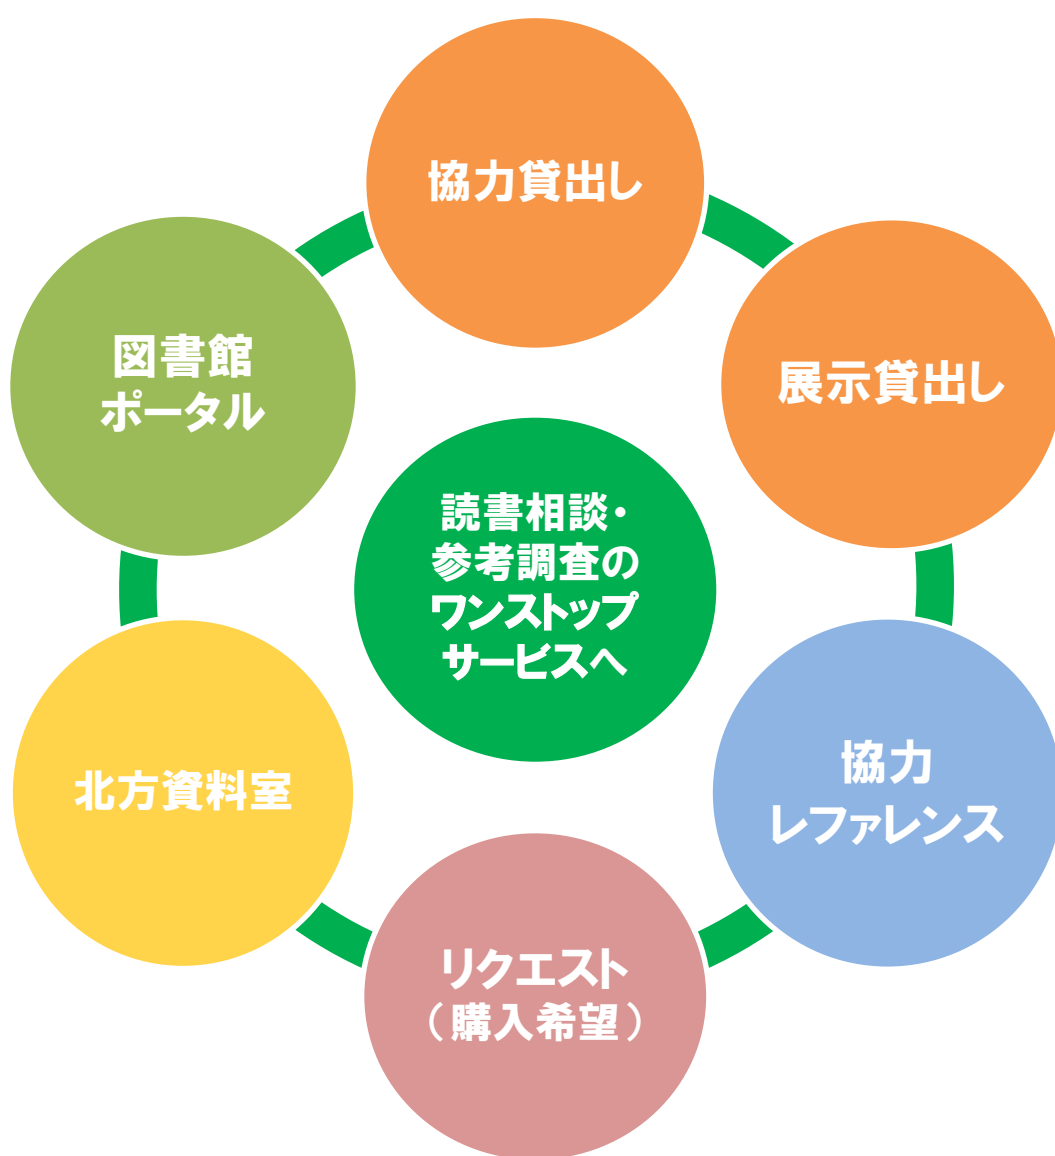 協力貸出し
展示貸出し
図書館
ポータル
読書相談・
参考調査の
ワンストップ
サービスへ
協力
レファレンス
北方資料室
リクエスト
（購入希望）